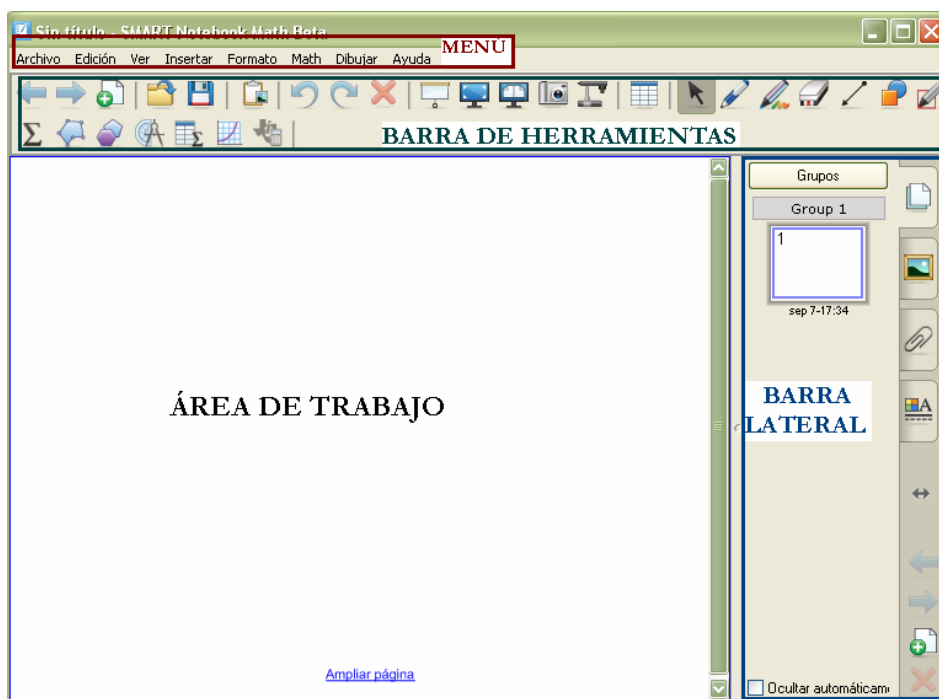 Sin título - SMART Notebook Math Beta
MENÚ
Archivo Edición Ver Insertar Formato Math Dibujar Ayuda
BARRA DE HERRAMIENTAS
Grupos
Group 1
1
sep 7-17:34
ÁREA DE TRABAJO
BARRA
LATERAL
Ampliar página
Ocultar automáticam